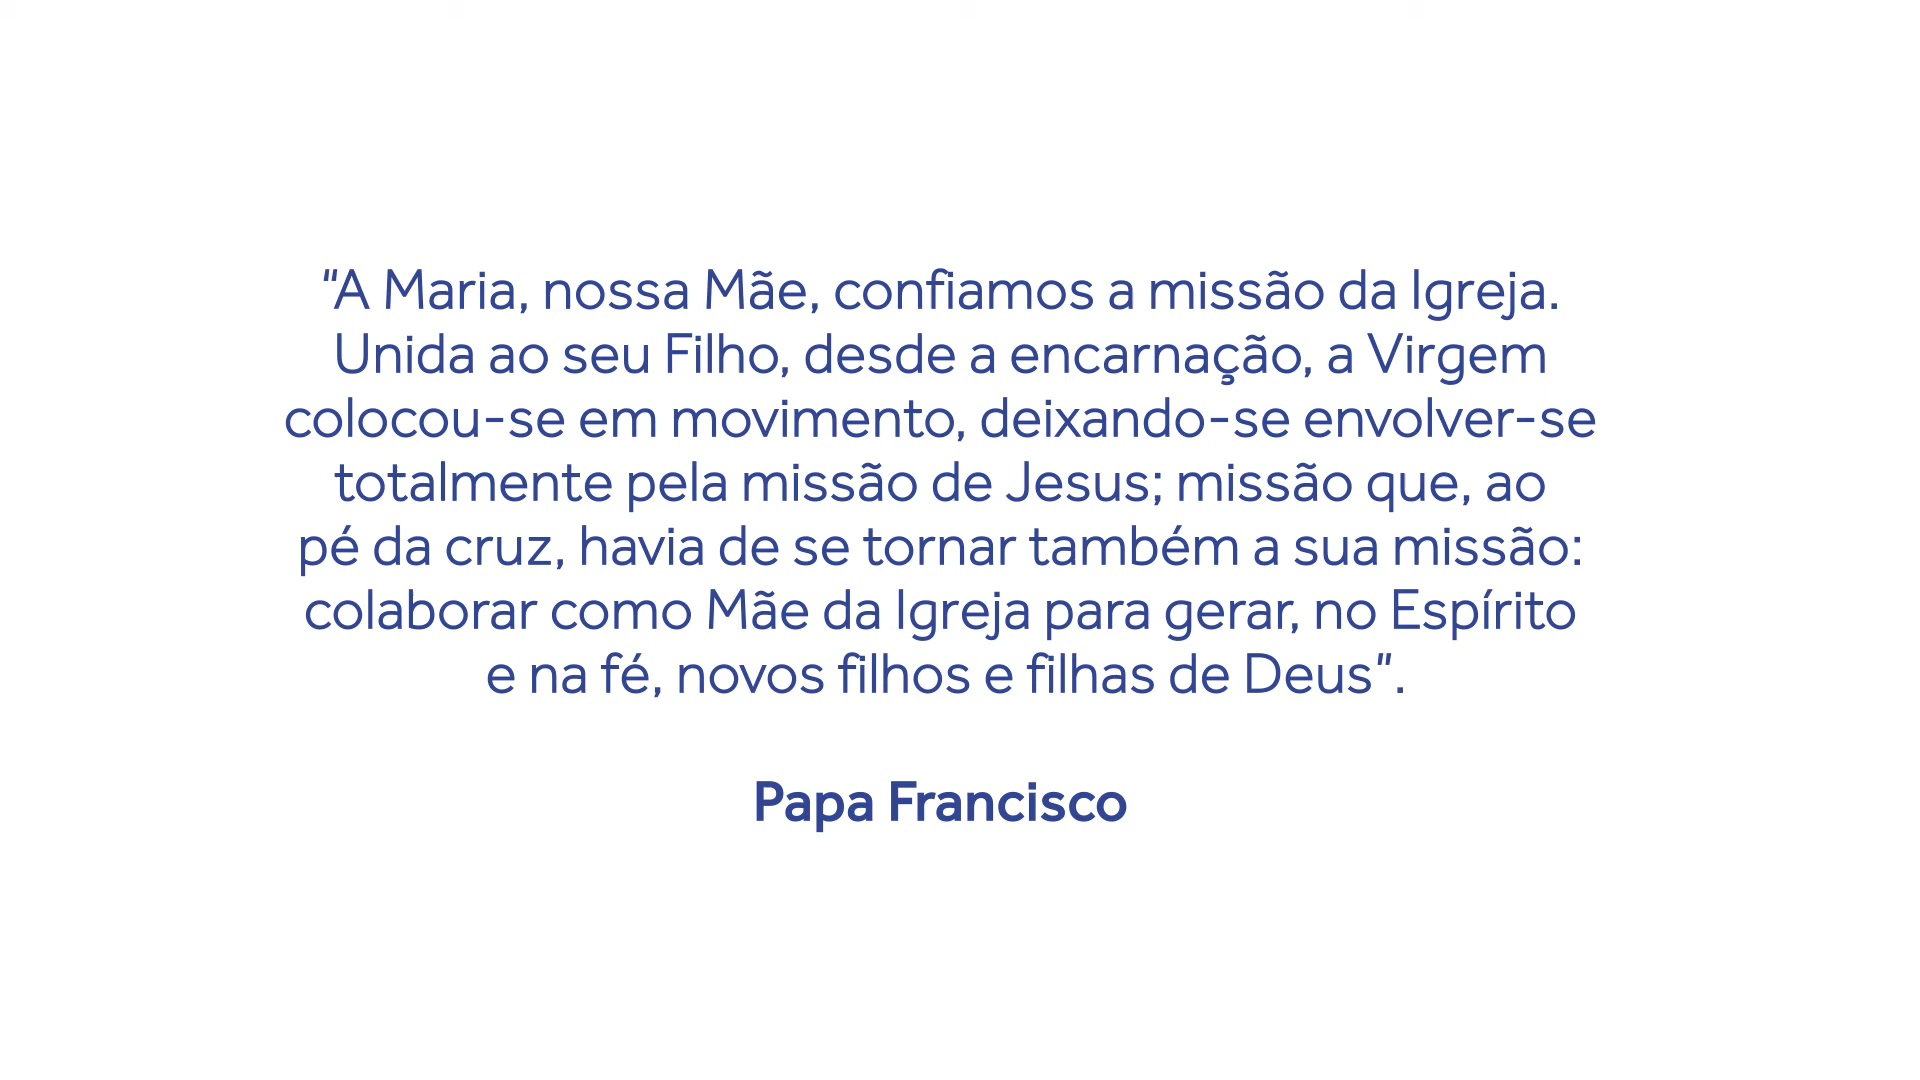 "A Maria, nossa Mãe, confiamos a missão da Igreja.
Unida ao seu Filho, desde a encarnação, a Virgem
colocou-se em movimento, deixando-se envolver-se
totalmente pela missão de Jesus; missão que, ao
pé da cruz, havia de se tornar também a sua missão:
colaborar como Mãe da Igreja para gerar, no Espírito
e na fé, novos filhos e filhas de Deus".
Papa Francisco